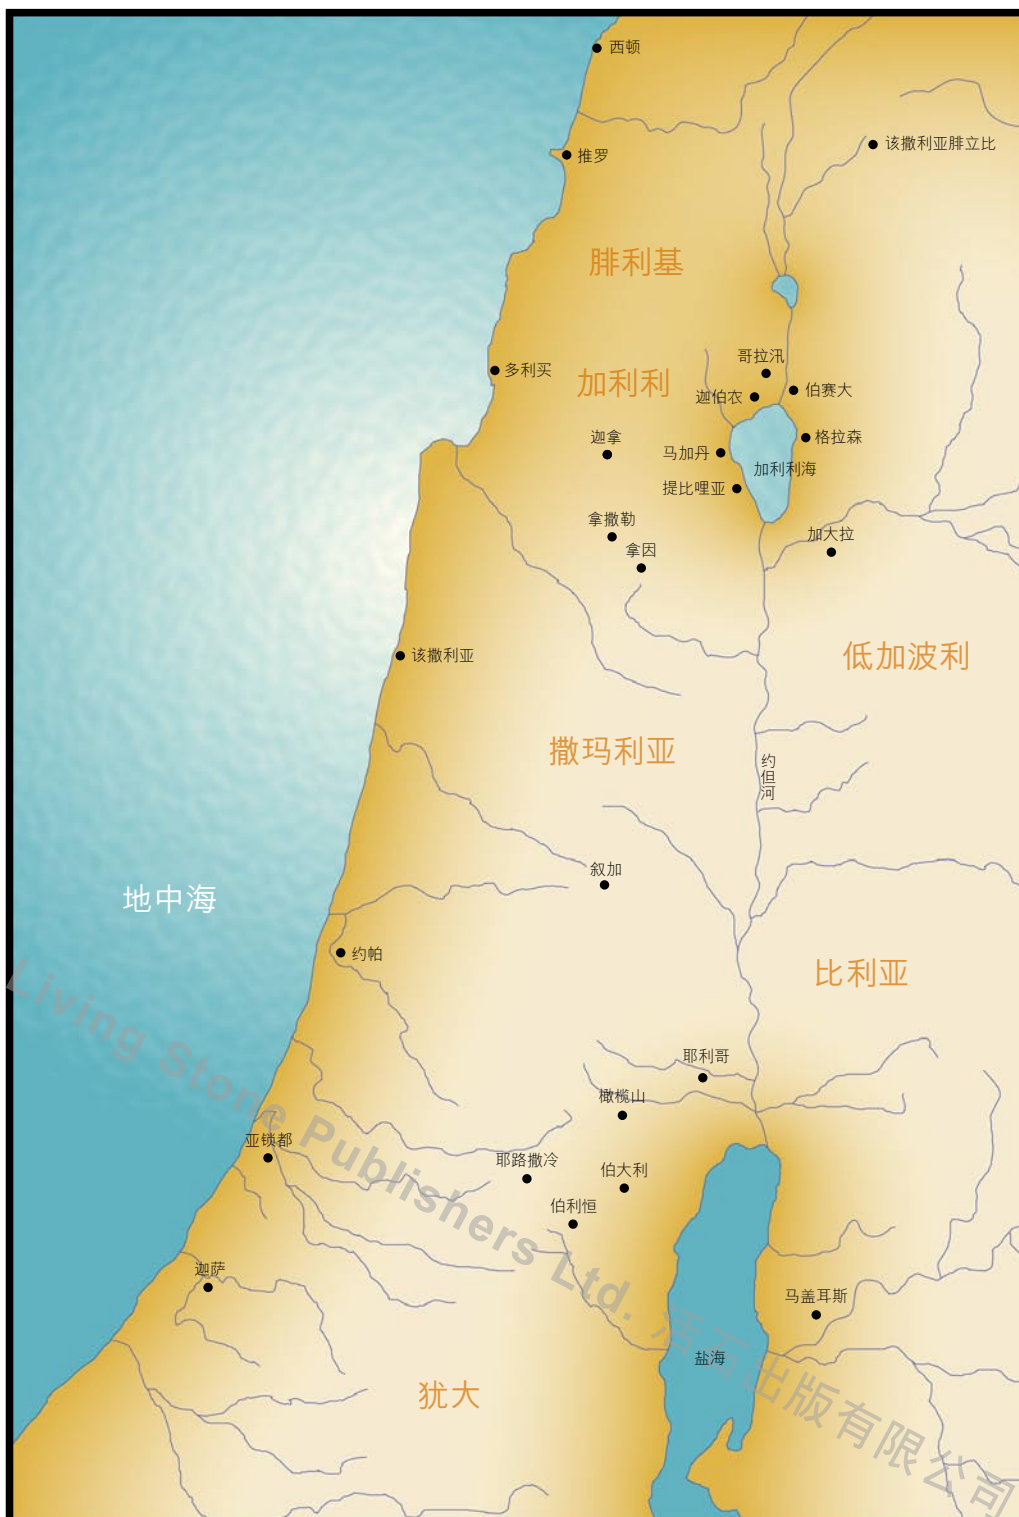 西顿
该撒利亚腓立比
推罗
腓利基
哥拉汛
多利买
加利利
迦伯农
伯赛大
迦拿
格拉森
马加丹
加利利海
提比哩亚
拿撒勒
加大拉
拿因
该撒利亚
低加波利
撒玛利亚
约但河
叙加
地中海
约帕
比利亚
耶利哥
橄榄山
亚锁都
耶路撒冷
伯大利
伯利恒
迦萨
马盖耳斯
盐海
犹大
Living Stone Publishers Ltd. 活石出版有限公司